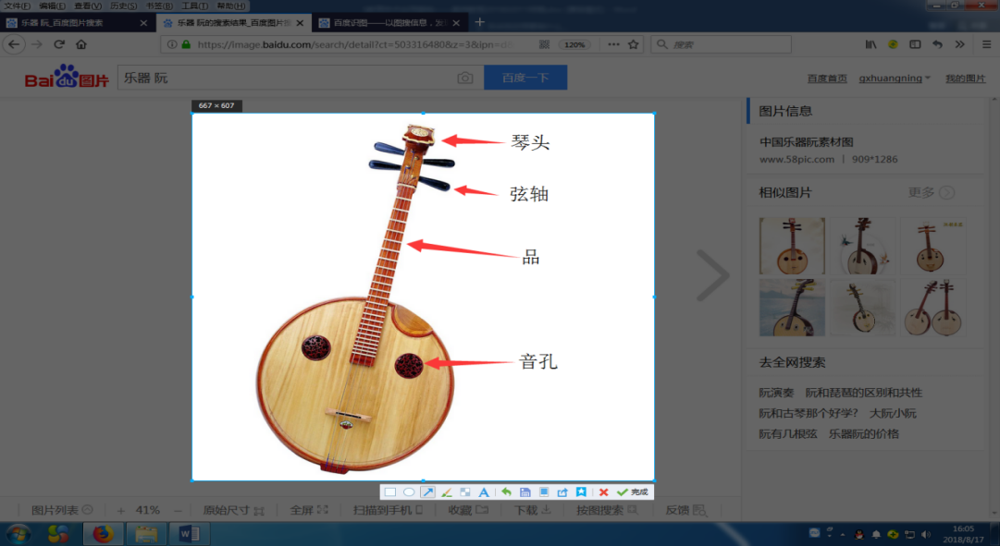 文件(F) 编辑(E) 查看(V) 历史(S) 书签(B) 工具(T) 帮助(H)
乐器 阮_百度图片搜索
乐器 阮的搜索结果_百度图片搜
百度识图——以图搜信息，发
https://image.baidu.com/search/detail?ct=503316480&z=3&ipn=d
120%
搜索
Bai du 图片
乐器 阮
百度一下
百度首页 gxhuangning 我的图片
667 × 607
琴头
弦轴
品
音孔
图片信息
中国乐器阮素材图
www.58pic.com | 909*1286
相似图片 更多
去全网搜索
阮演奏 阮和琵琶的区别和共性
阮和古琴那个好学? 大阮小阮
阮有几根弦 乐器阮的价格
完成
图片列表 + 41% − 原始尺寸 全屏 扫描到手机 收藏 下载 按图搜索 反馈
16:05
2018/8/17